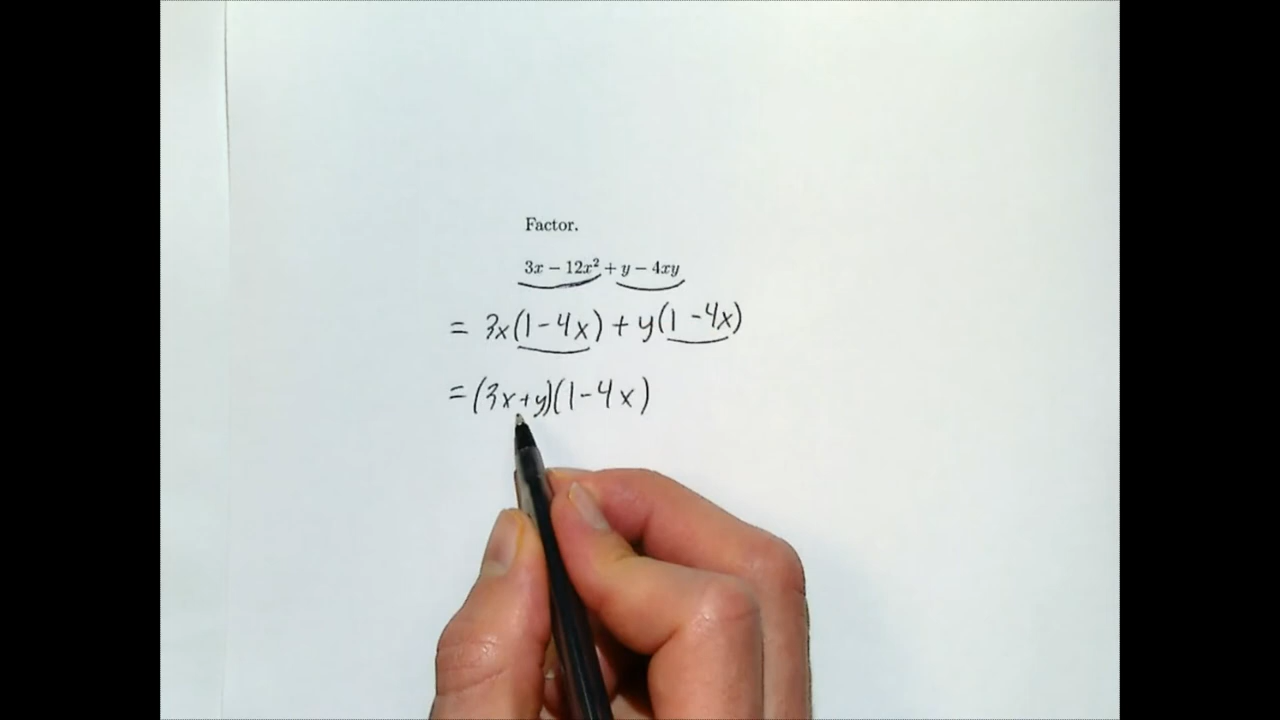 Factor.
3x − 12x² + y − 4xy
= 3x(1 - 4x) + y(1 - 4x)
= (3x + y)(1 - 4x)